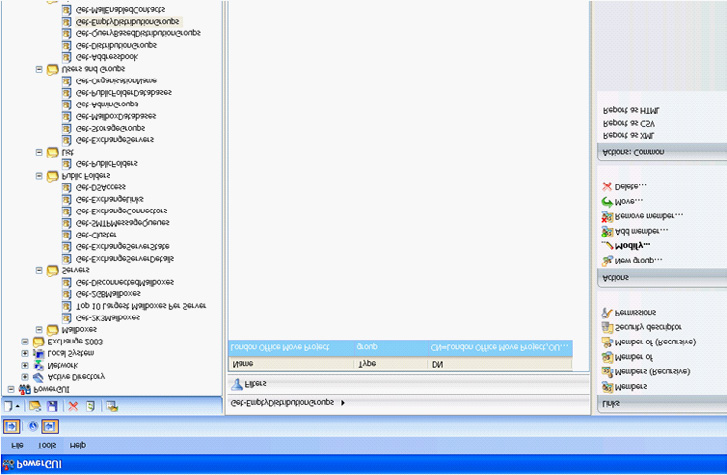 PowerGUI
File Tools Help
PowerGUI
Active Directory
Network
Local System
Exchange 2003
Mailboxes
Get-2K3Mailboxes
Top 10 Largest Mailboxes Per Server
Get-2GBMailboxes
Get-DisconnectedMailboxes
Servers
Get-ExchangeServerDetails
Get-ExchangeServerState
Get-Cluster
Get-SMTPMessageQueues
Get-ExchangeConnectors
Get-ExchangeLinks
Get-DSAccess
Public Folders
Get-PublicFolders
List
Get-ExchangeServers
Get-StorageGroups
Get-MailboxDatabases
Get-AdminGroups
Get-PublicFolderDatabases
Get-OrganisationName
Users and Groups
Get-Addressbook
Get-DistributionGroups
Get-QueryBasedDistributionGroups
Get-EmptyDistributionGroups
Get-MailEnabledContacts
Get-EmptyDistributionGroups
Filters
Name Type DN
London Office Move Project group CN=London Office Move Project,OU...
Links
Members
Members (Recursive)
Member of
Member of (Recursive)
Security descriptor
Permissions
Actions
New group...
Modify...
Add member...
Remove member...
Move...
Delete...
Actions: Common
Report as XML
Report as CSV
Report as HTML